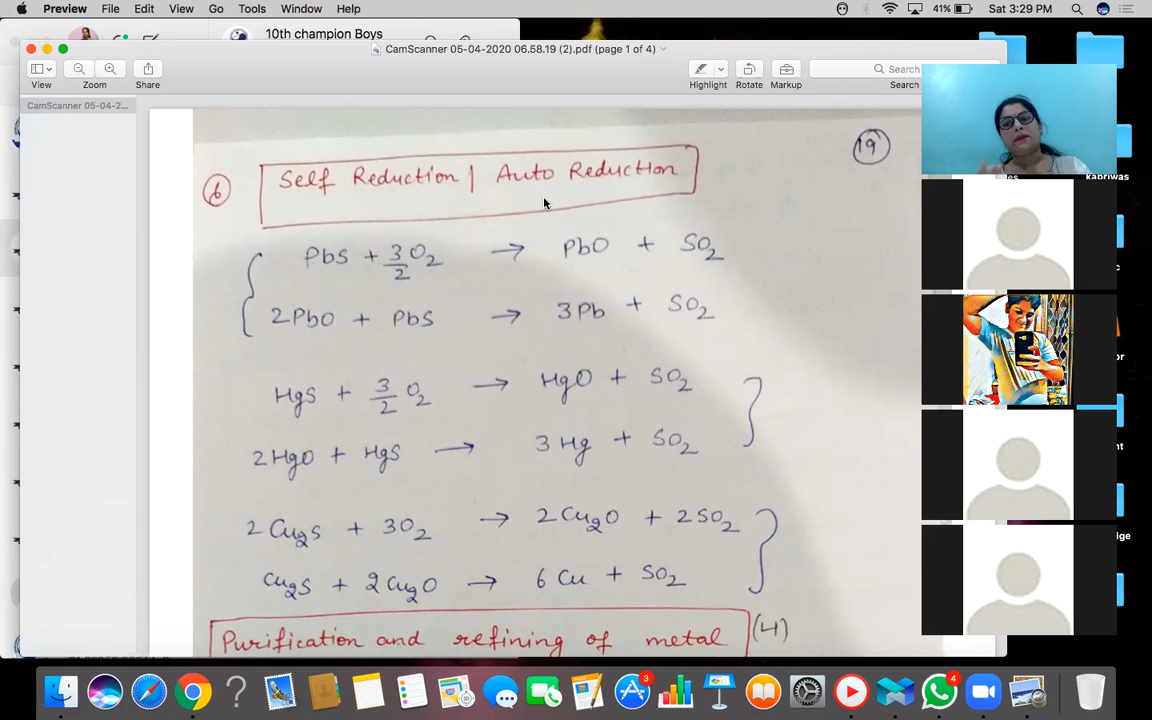 Preview File Edit View Go Tools Window Help 41% Sat 3:29 PM
10th champion Boys
CamScanner 05-04-2020 06.58.19 (2).pdf (page 1 of 4)
View Zoom Share Highlight Rotate Markup Search
Search
CamScanner 05-04-2...
19
6 Self Reduction | Auto Reduction
PbS + 3/2 O2 → PbO + SO2
2PbO + PbS → 3Pb + SO2
HgS + 3/2 O2 → HgO + SO2
2HgO + HgS → 3Hg + SO2
2Cu2S + 3O2 → 2Cu2O + 2SO2
Cu2S + 2Cu2O → 6Cu + SO2
Purification and refining of metal (4)
kabriwas
3
4